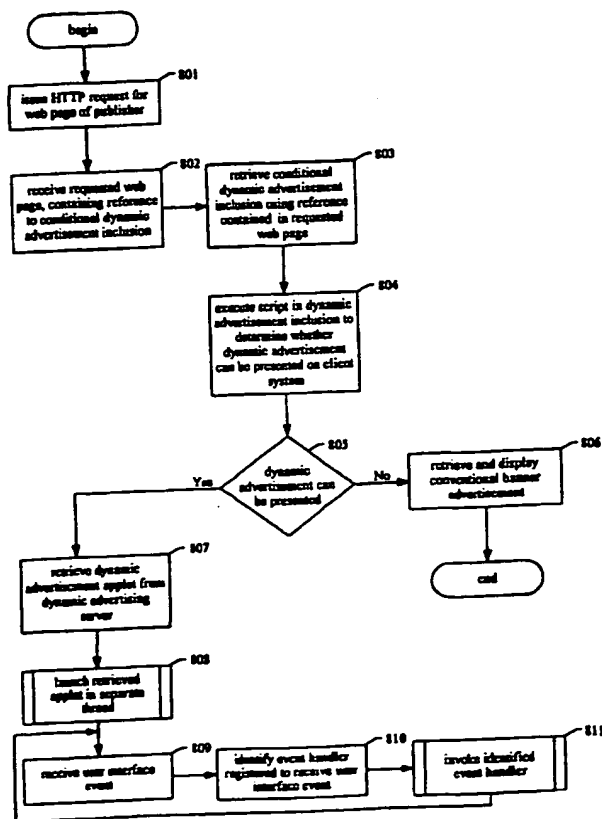 begin
801
issue HTTP request for
web page of publisher
802
receive requested web
page, containing reference
to conditional dynamic
advertisement inclusion
803
retrieve conditional
dynamic advertisement
inclusion using reference
contained in requested
web page
804
execute script in dynamic
advertisement inclusion to
determine whether
dynamic advertisement
can be presented on client
system
805
dynamic
advertisement can
be presented
Yes
No
806
retrieve and display
conventional banner
advertisement
end
807
retrieve dynamic
advertisement applet from
dynamic advertising
server
808
launch retrieved
applet in separate
thread
809
receive user interface
event
810
identify event handler
registered to receive user
interface event
811
invoke identified
event handler